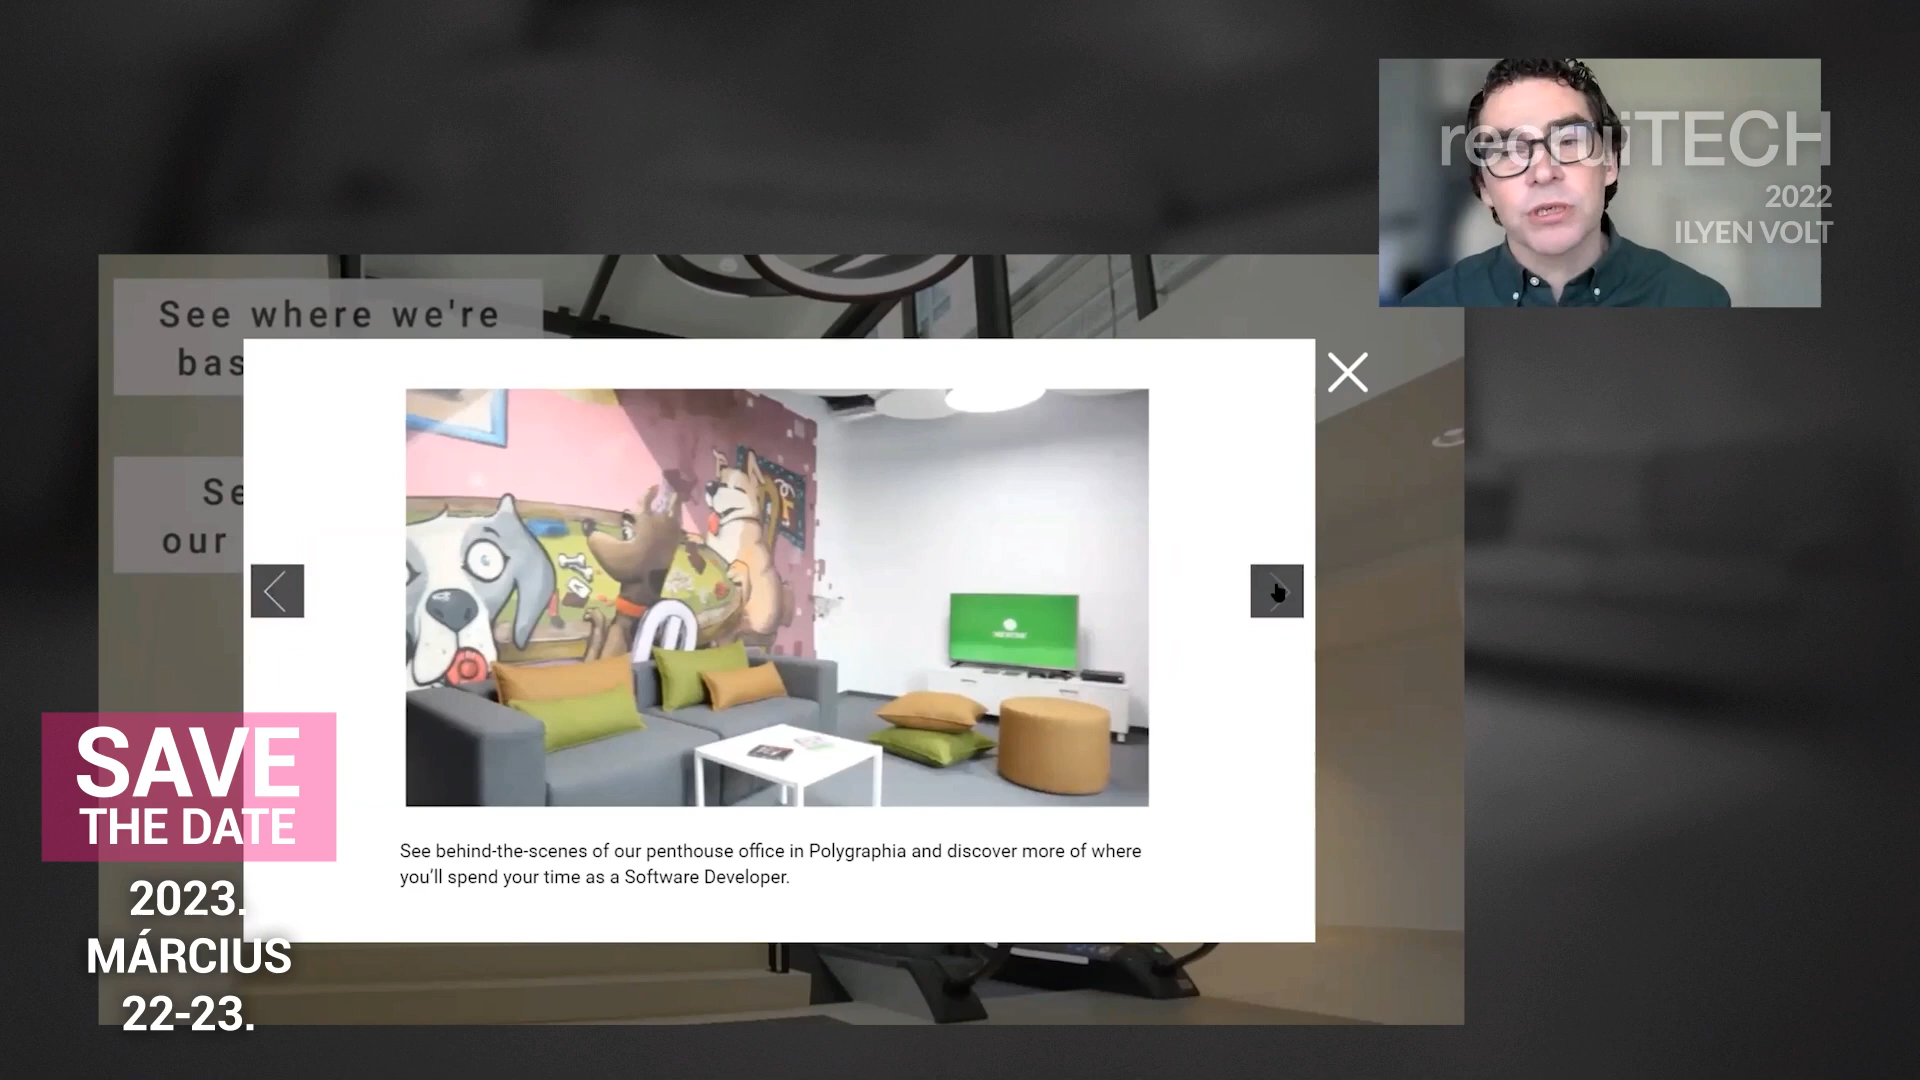 recruiTECH
2022
ILYEN VOLT
See where we're
bas
Se
our
See behind-the-scenes of our penthouse office in Polygraphia and discover more of where
you’ll spend your time as a Software Developer.
SAVE
THE DATE
2023.
MÁRCIUS
22-23.